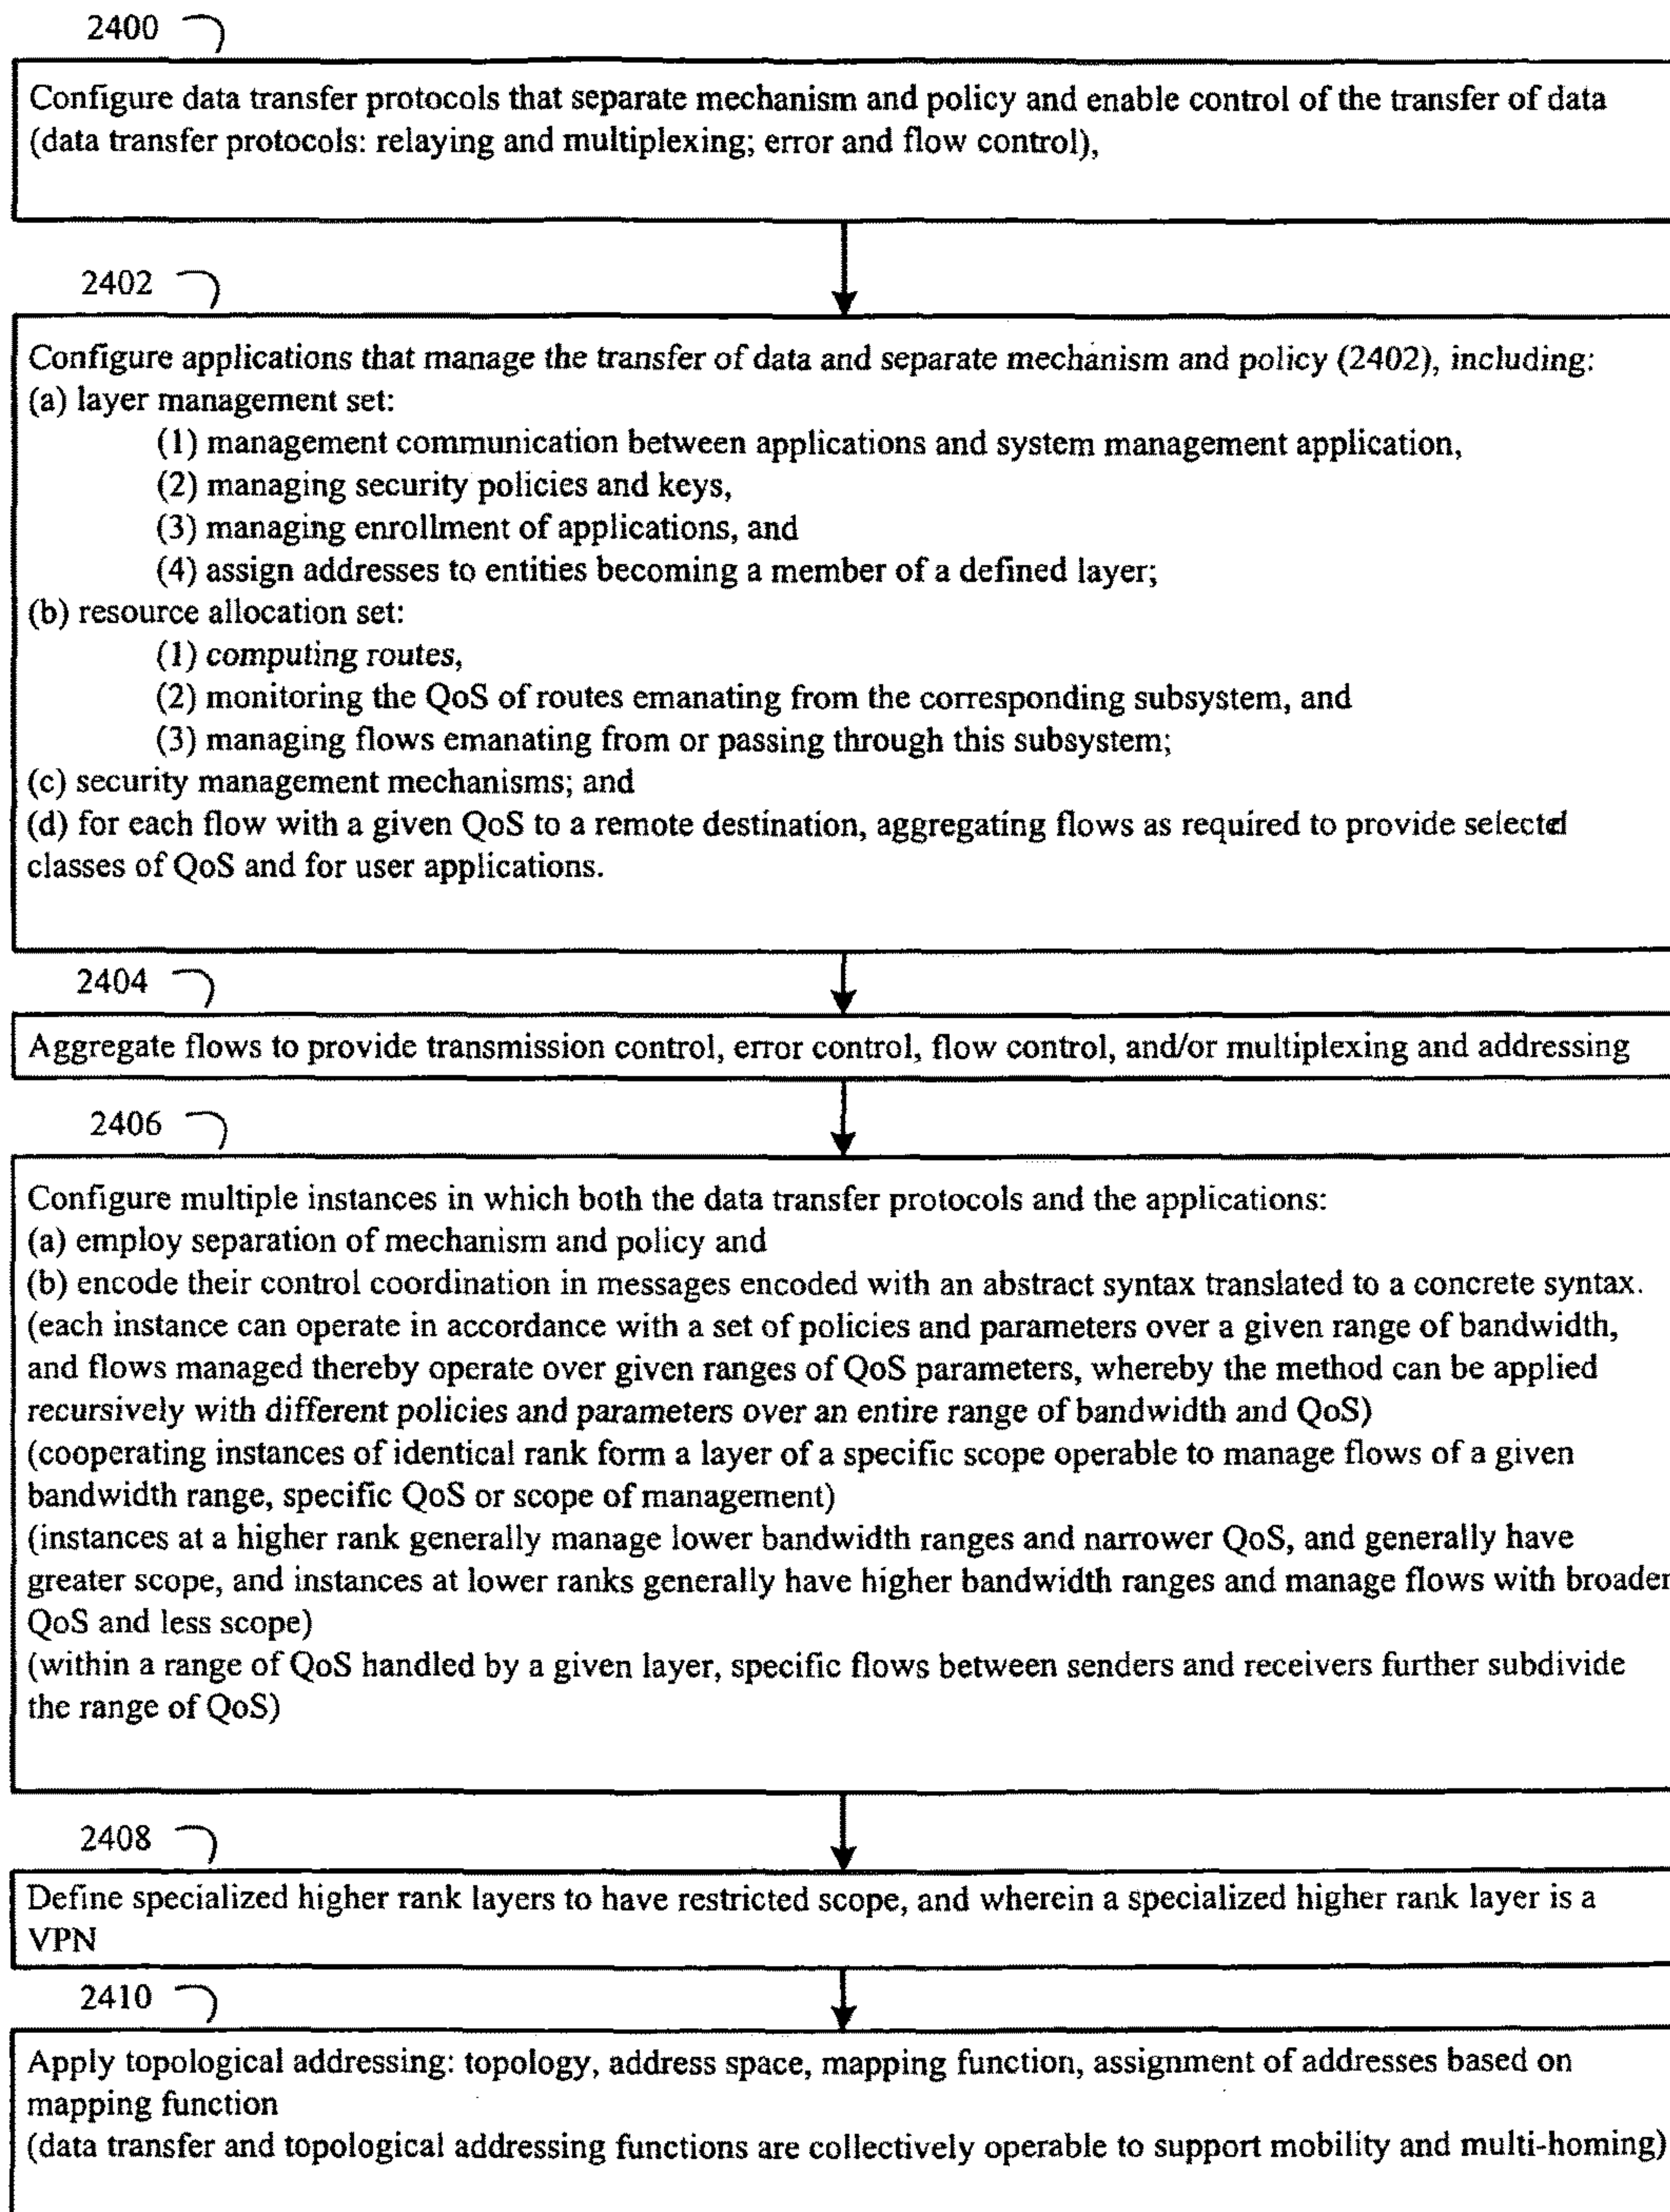 2400
Configure data transfer protocols that separate mechanism and policy and enable control of the transfer of data
(data transfer protocols: relaying and multiplexing; error and flow control),
2402
Configure applications that manage the transfer of data and separate mechanism and policy (2402), including:
(a) layer management set:
(1) management communication between applications and system management application,
(2) managing security policies and keys,
(3) managing enrollment of applications, and
(4) assign addresses to entities becoming a member of a defined layer;
(b) resource allocation set:
(1) computing routes,
(2) monitoring the QoS of routes emanating from the corresponding subsystem, and
(3) managing flows emanating from or passing through this subsystem;
(c) security management mechanisms; and
(d) for each flow with a given QoS to a remote destination, aggregating flows as required to provide selectd
classes of QoS and for user applications.
2404
Aggregate flows to provide transmission control, error control, flow control, and/or multiplexing and addressing
2406
Configure multiple instances in which both the data transfer protocols and the applications:
(a) employ separation of mechanism and policy and
(b) encode their control coordination in messages encoded with an abstract syntax translated to a concrete syntax.
(each instance can operate in accordance with a set of policies and parameters over a given range of bandwidth,
and flows managed thereby operate over given ranges of QoS parameters, whereby the method can be applied
recursively with different policies and parameters over an entire range of bandwidth and QoS)
(cooperating instances of identical rank form a layer of a specific scope operable to manage flows of a given
bandwidth range, specific QoS or scope of management)
(instances at a higher rank generally manage lower bandwidth ranges and narrower QoS, and generally have
greater scope, and instances at lower ranks generally have higher bandwidth ranges and manage flows with broader
QoS and less scope)
(within a range of QoS handled by a given layer, specific flows between senders and receivers further subdivide
the range of QoS)
2408
Define specialized higher rank layers to have restricted scope, and wherein a specialized higher rank layer is a
VPN
2410
Apply topological addressing: topology, address space, mapping function, assignment of addresses based on
mapping function
(data transfer and topological addressing functions are collectively operable to support mobility and multi-homing)